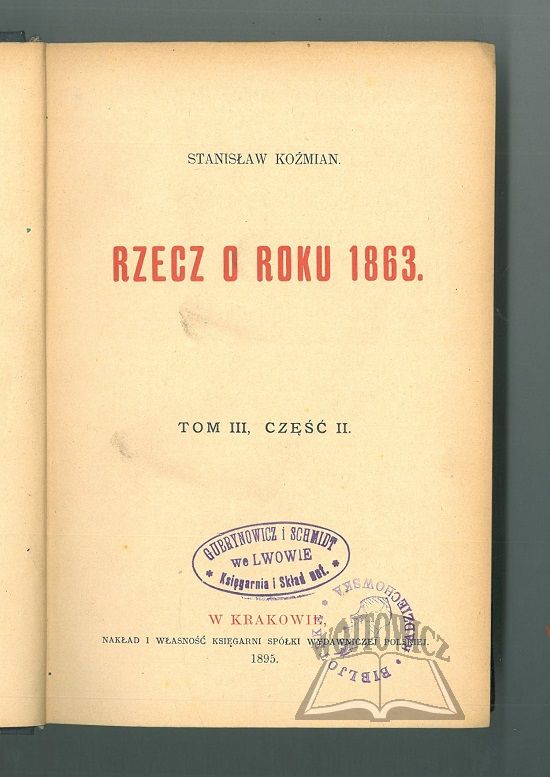 STANISŁAW KOŹMIAN.
RZECZ O ROKU 1863.
TOM III, CZĘŚĆ II.
GUBRYNOWICZ i SCHMIDT
we LWOWIE
* Księgarnia i Skład nut. *
W KRAKOWIE,
NAKŁAD I WŁASNOŚĆ KSIĘGARNI SPÓŁKI WYDAWNICZEJ POLSKIEJ.
1895.
WÓJTOWICZ